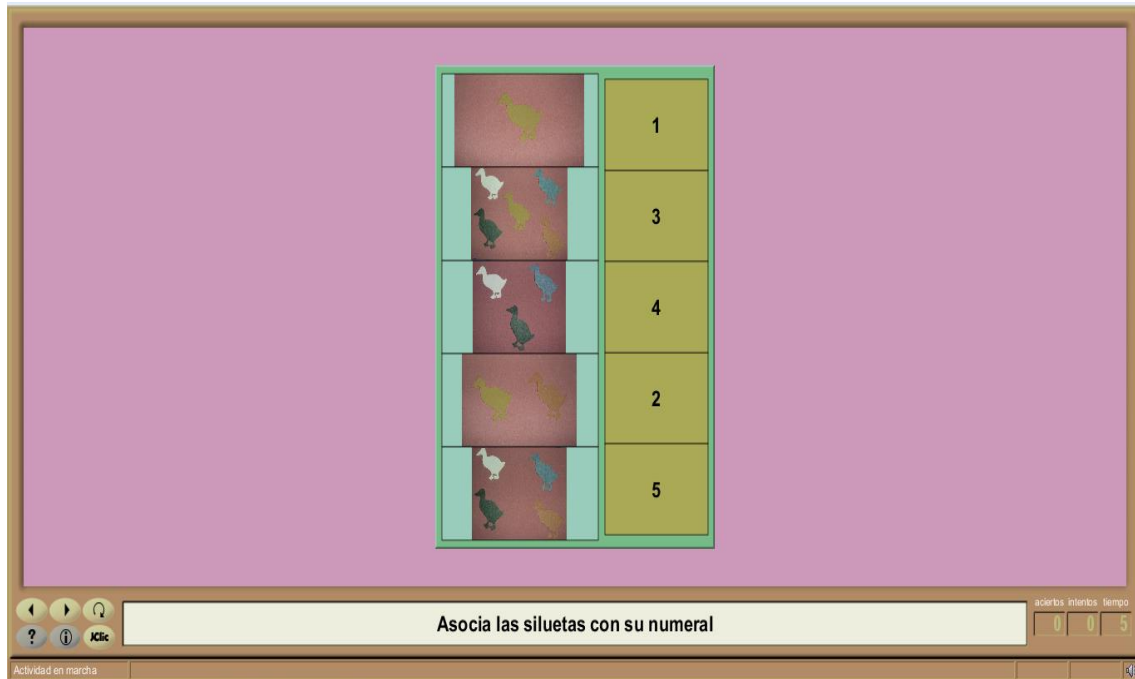 1
3
4
2
5
aciertos intentos tiempo
0 0 5
? i JClic
Asocia las siluetas con su numeral
Actividad en marcha